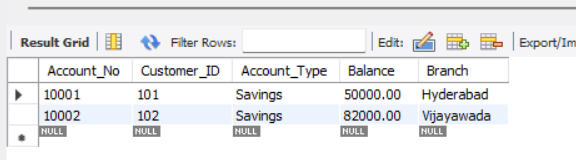 Result Grid Filter Rows: Edit: Export/Im
Account_No Customer_ID Account_Type Balance Branch
10001 101 Savings 50000.00 Hyderabad
10002 102 Savings 82000.00 Vijayawada
NULL NULL NULL NULL NULL